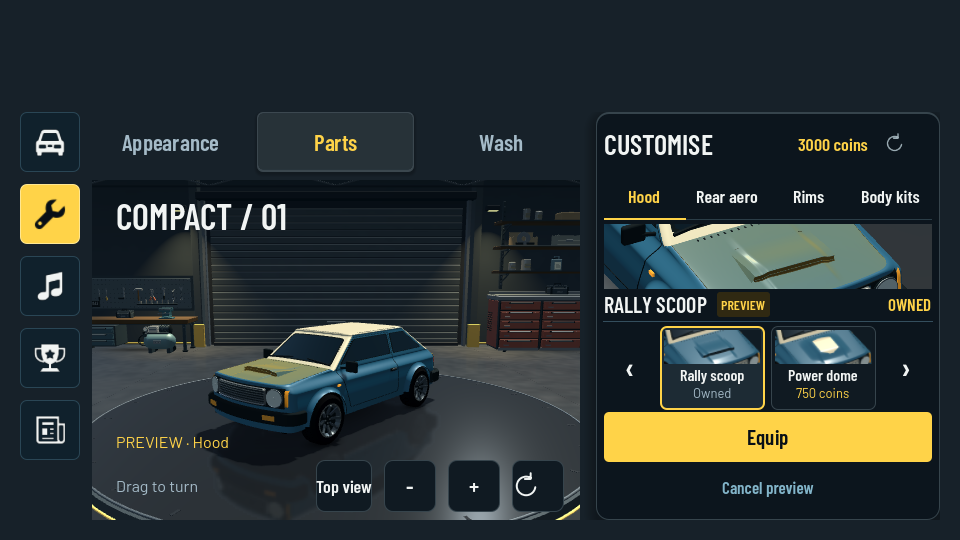 Appearance
Parts
Wash
COMPACT / 01
PREVIEW · Hood
Drag to turn
Top view
-
+
CUSTOMISE
3000 coins
Hood
Rear aero
Rims
Body kits
RALLY SCOOP
PREVIEW
OWNED
‹
Rally scoop
Owned
Power dome
750 coins
›
Equip
Cancel preview